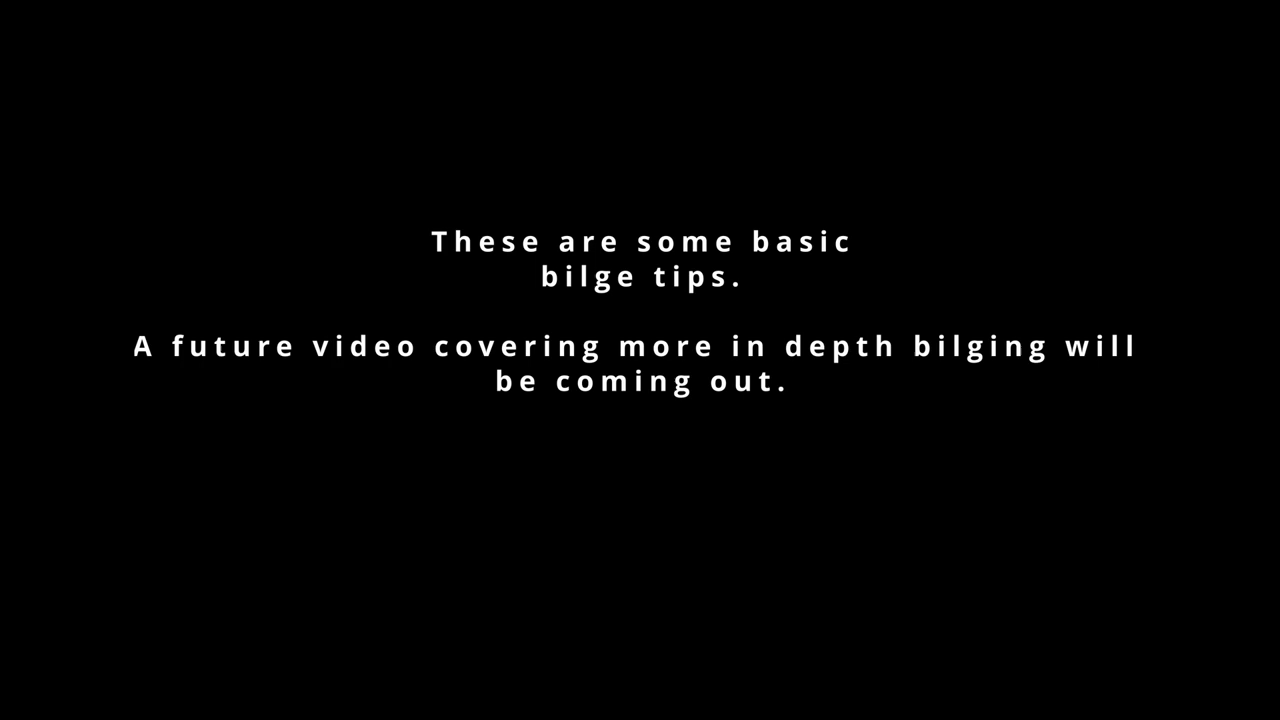 These are some basic
bilge tips.
A future video covering more in depth bilging will
be coming out.